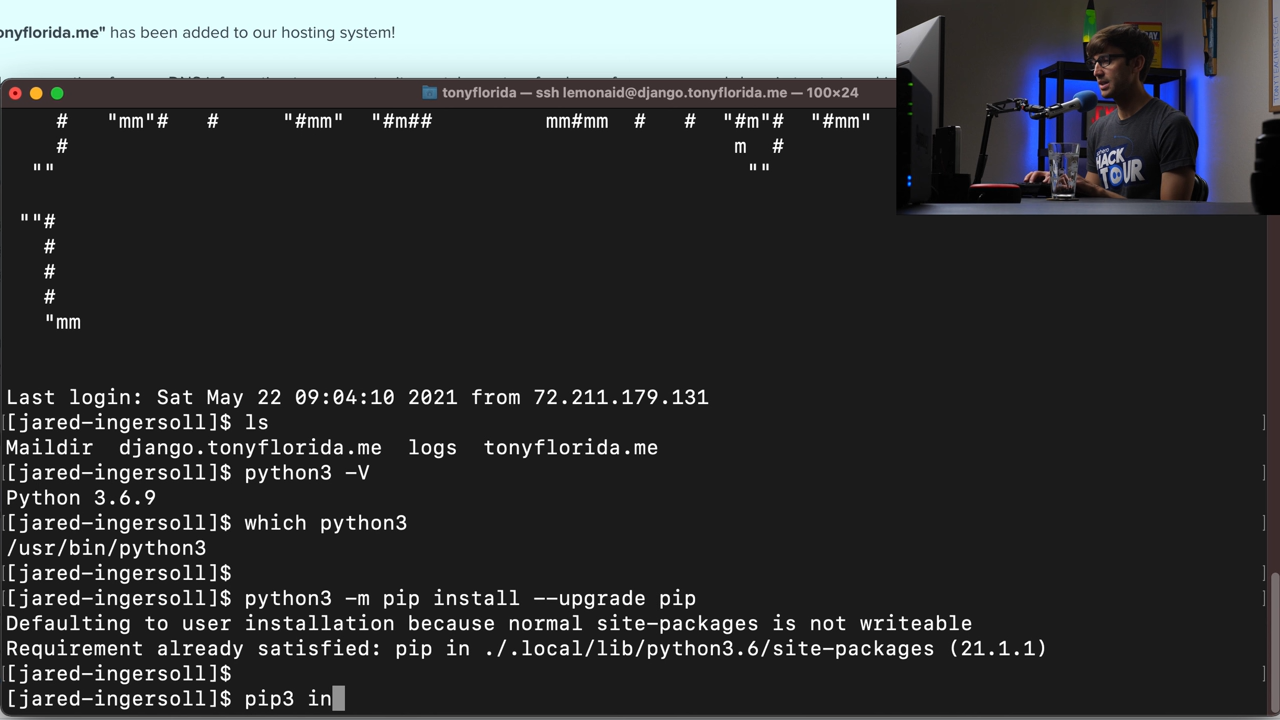 onyflorida.me" has been added to our hosting system!
tonyflorida — ssh lemonaid@django.tonyflorida.me — 100×24
# "mm"# # "#mm" "#m## mm#mm # # "#m"# "#mm"
# m #
"" ""
""#
#
#
#
"mm
Last login: Sat May 22 09:04:10 2021 from 72.211.179.131
[jared-ingersoll]$ ls
Maildir django.tonyflorida.me logs tonyflorida.me
[jared-ingersoll]$ python3 -V
Python 3.6.9
[jared-ingersoll]$ which python3
/usr/bin/python3
[jared-ingersoll]$
[jared-ingersoll]$ python3 -m pip install --upgrade pip
Defaulting to user installation because normal site-packages is not writeable
Requirement already satisfied: pip in ./.local/lib/python3.6/site-packages (21.1.1)
[jared-ingersoll]$
[jared-ingersoll]$ pip3 in
HACK
TOUR